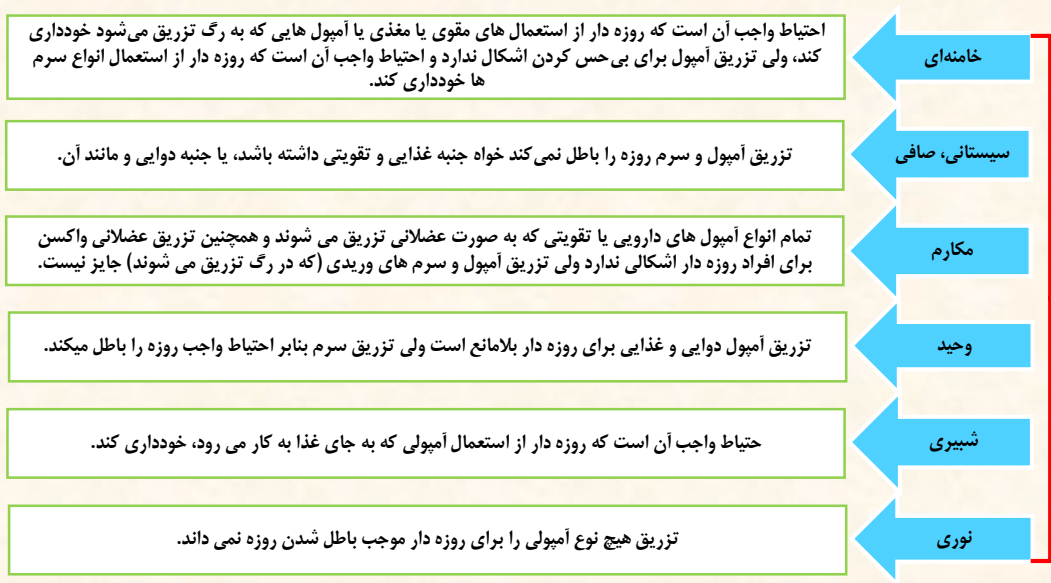 خامنه‌ای
احتیاط واجب آن است که روزه دار از استعمال های مقوی یا مغذی یا آمپول هایی که به رگ تزریق می‌شود خودداری
کند، ولی تزریق آمپول برای بی‌حس کردن اشکال ندارد و احتیاط واجب آن است که روزه دار از استعمال انواع سرم
ها خودداری کند.
سیستانی، صافی
تزریق آمپول و سرم روزه را باطل نمی‌کند خواه جنبه غذایی و تقویتی داشته باشد، یا جنبه دوایی و مانند آن.
مکارم
تمام انواع آمپول های دارویی یا تقویتی که به صورت عضلانی تزریق می شوند و همچنین تزریق عضلانی واکسن
برای افراد روزه دار اشکالی ندارد ولی تزریق آمپول و سرم های وریدی (که در رگ تزریق می شوند) جایز نیست.
وحید
تزریق آمپول دوایی و غذایی برای روزه دار بلامانع است ولی تزریق سرم بنابر احتیاط واجب روزه را باطل میکند.
شبیری
حتیاط واجب آن است که روزه دار از استعمال آمپولی که به جای غذا به کار می رود، خودداری کند.
نوری
تزریق هیچ نوع آمپولی را برای روزه دار موجب باطل شدن روزه نمی داند.